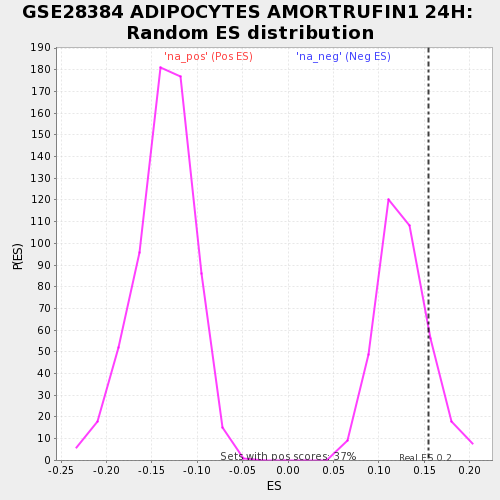 GSE28384 ADIPOCYTES AMORTRUFIN1 24H:
Random ES distribution
'na_pos' (Pos ES) 'na_neg' (Neg ES)
190
180
170
160
150
140
130
120
110
100
90
80
70
60
50
40
30
20
10
0
P(ES)
Sets with pos scores: 37%
Real ES 0.2
-0.25 -0.20 -0.15 -0.10 -0.05 0.00 0.05 0.10 0.15 0.20
ES